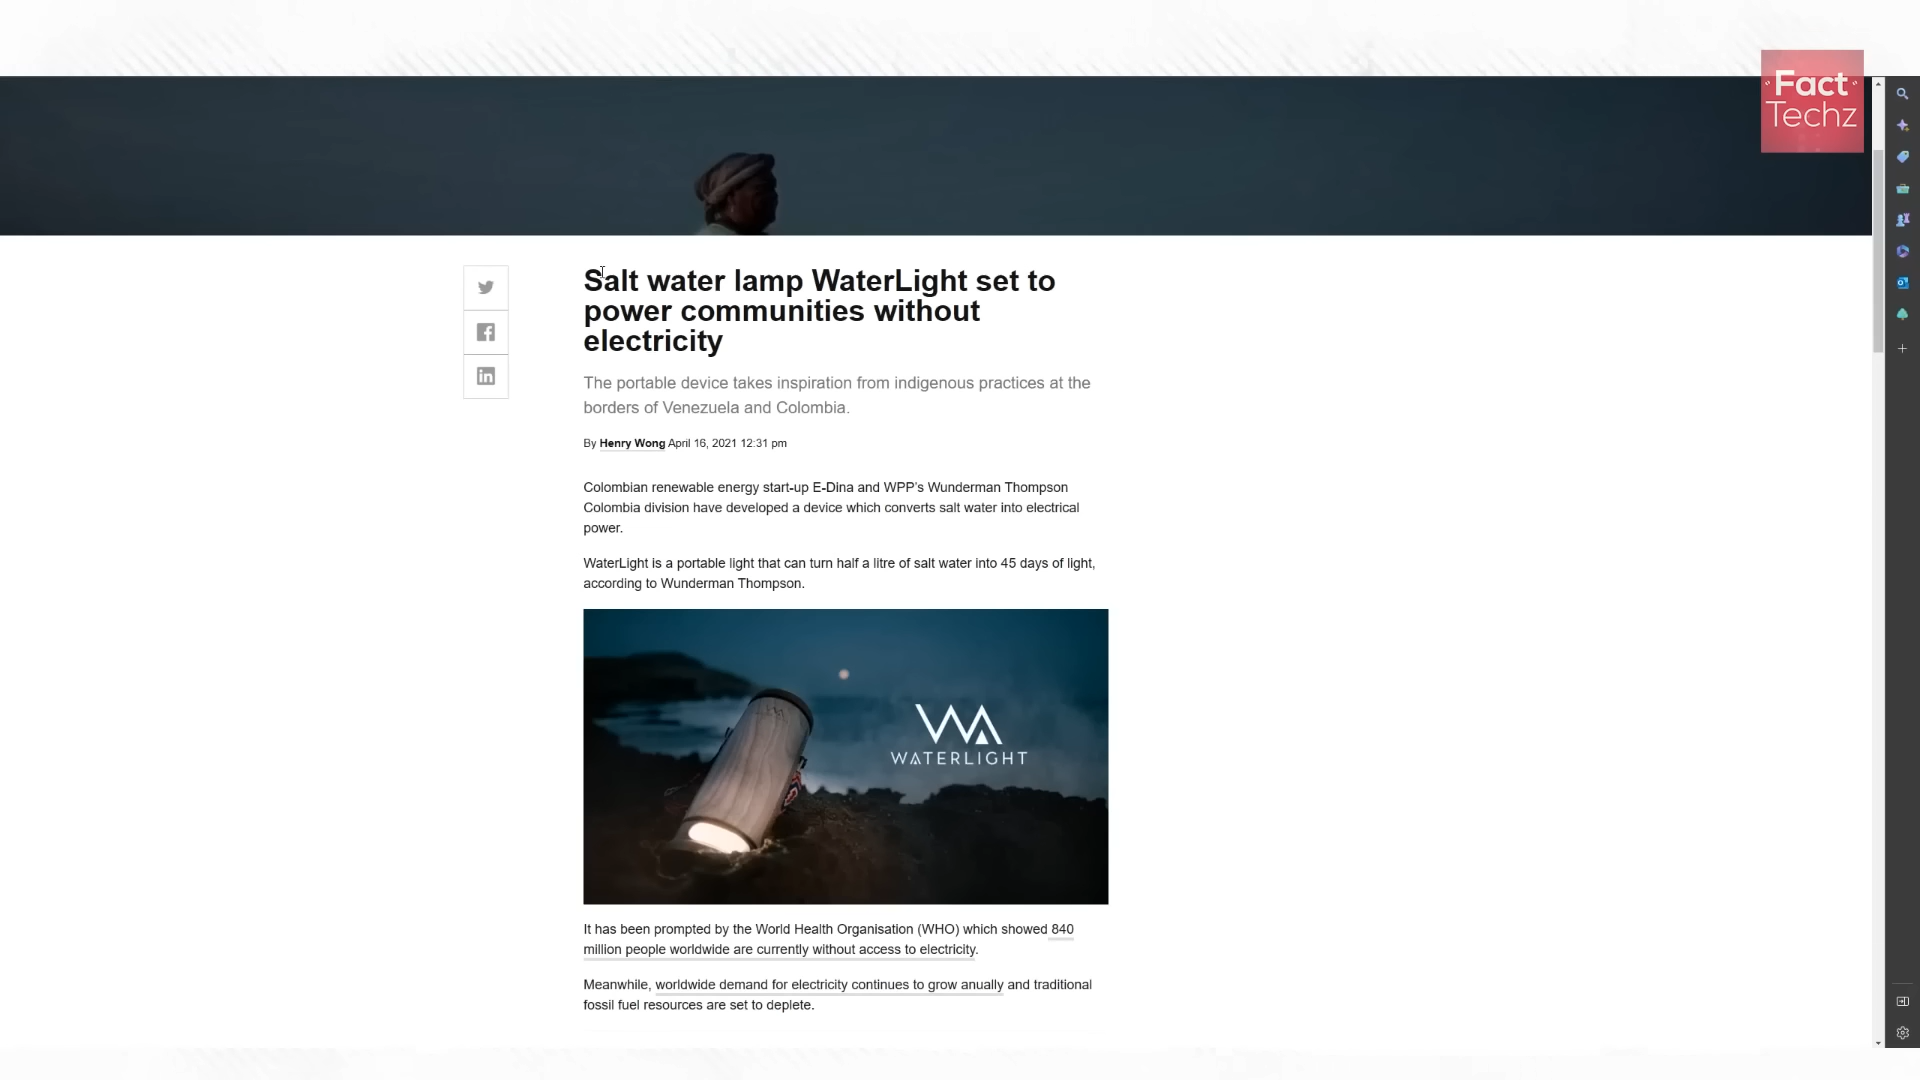 Fact
Techz
Salt water lamp WaterLight set to
power communities without
electricity
The portable device takes inspiration from indigenous practices at the
borders of Venezuela and Colombia.
By Henry Wong April 16, 2021 12:31 pm
Colombian renewable energy start-up E-Dina and WPP's Wunderman Thompson
Colombia division have developed a device which converts salt water into electrical
power.
WaterLight is a portable light that can turn half a litre of salt water into 45 days of light,
according to Wunderman Thompson.
WATERLIGHT
It has been prompted by the World Health Organisation (WHO) which showed 840
million people worldwide are currently without access to electricity.
Meanwhile, worldwide demand for electricity continues to grow anually and traditional
fossil fuel resources are set to deplete.